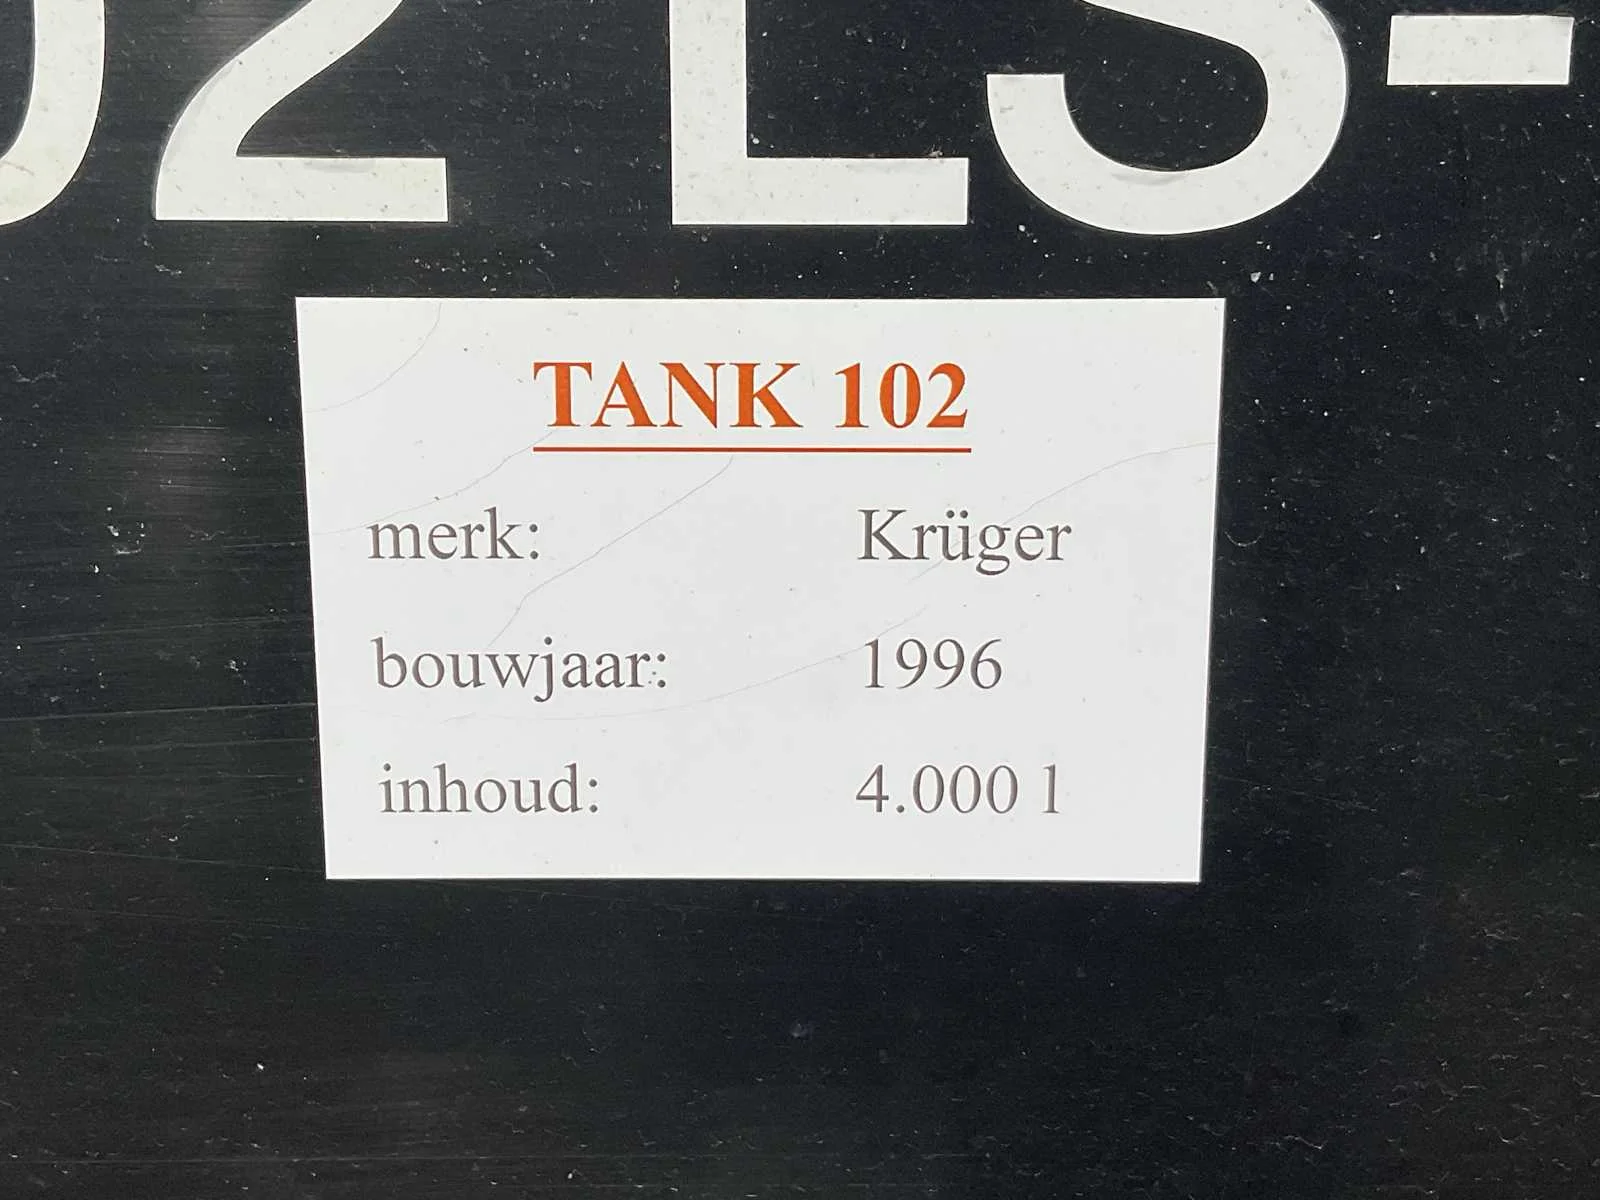 02 LS-
TANK 102
merk: Krüger
bouwjaar: 1996
inhoud: 4.000 l